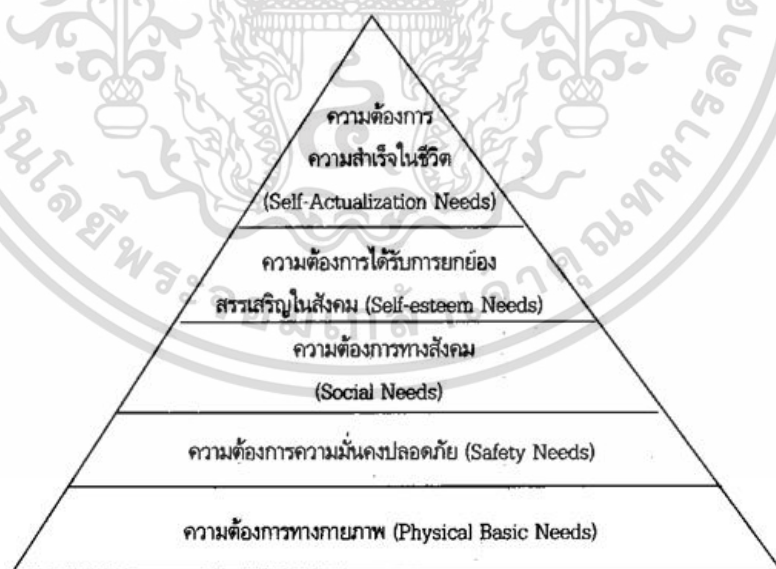 ความต้องการ
ความสำเร็จในชีวิต
(Self-Actualization Needs)
ความต้องการได้รับการยกย่อง
สรรเสริญในสังคม (Self-esteem Needs)
ความต้องการทางสังคม
(Social Needs)
ความต้องการความมั่นคงปลอดภัย (Safety Needs)
ความต้องการทางกายภาพ (Physical Basic Needs)